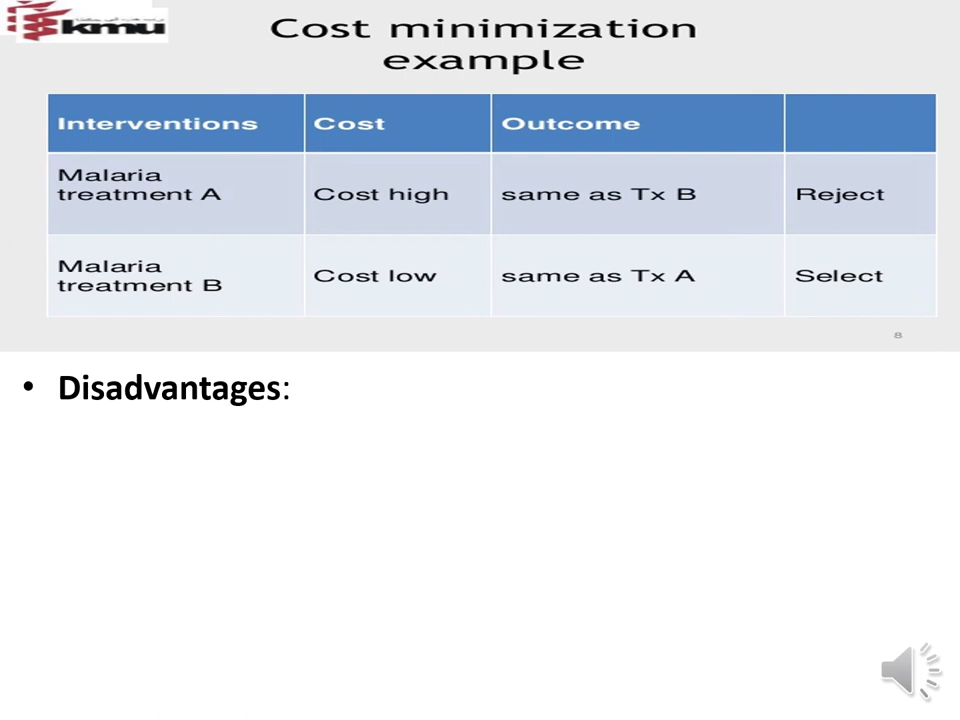 kmu
Cost minimization
example
Interventions Cost Outcome
Malaria
treatment A Cost high same as Tx B Reject
Malaria
treatment B Cost low same as Tx A Select
8
• Disadvantages: